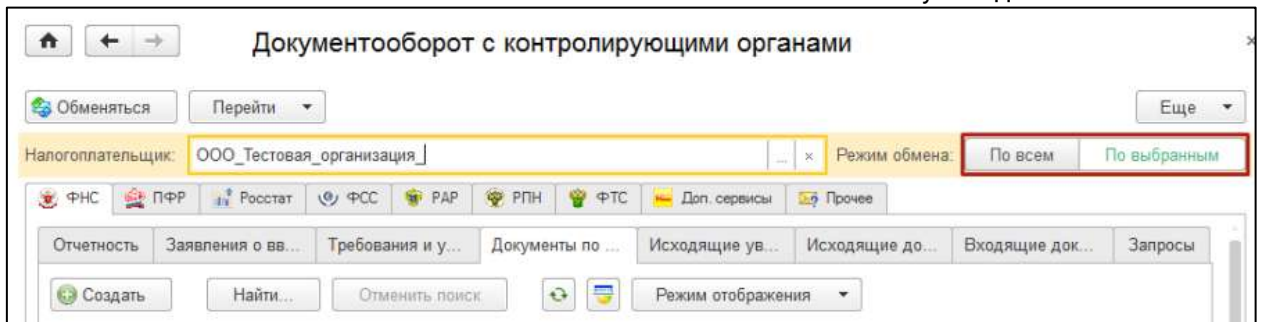 Документооборот с контролирующими органами
Обменяться Перейти Еще
Налогоплательщик: ООО_Тестовая_организация_ ... × Режим обмена: По всем По выбранным
ФНС ПФР Росстат ФСС РАР РПН ФТС Доп. сервисы Прочее
Отчетность Заявления о вв... Требования и у... Документы по ... Исходящие ув... Исходящие до... Входящие док... Запросы
Создать Найти... Отменить поиск Режим отображения